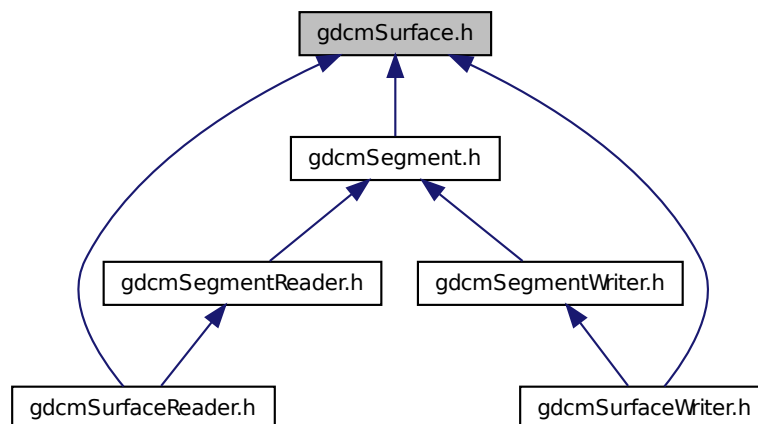 gdcmSurface.h
gdcmSegment.h
gdcmSegmentReader.h
gdcmSegmentWriter.h
gdcmSurfaceReader.h
gdcmSurfaceWriter.h